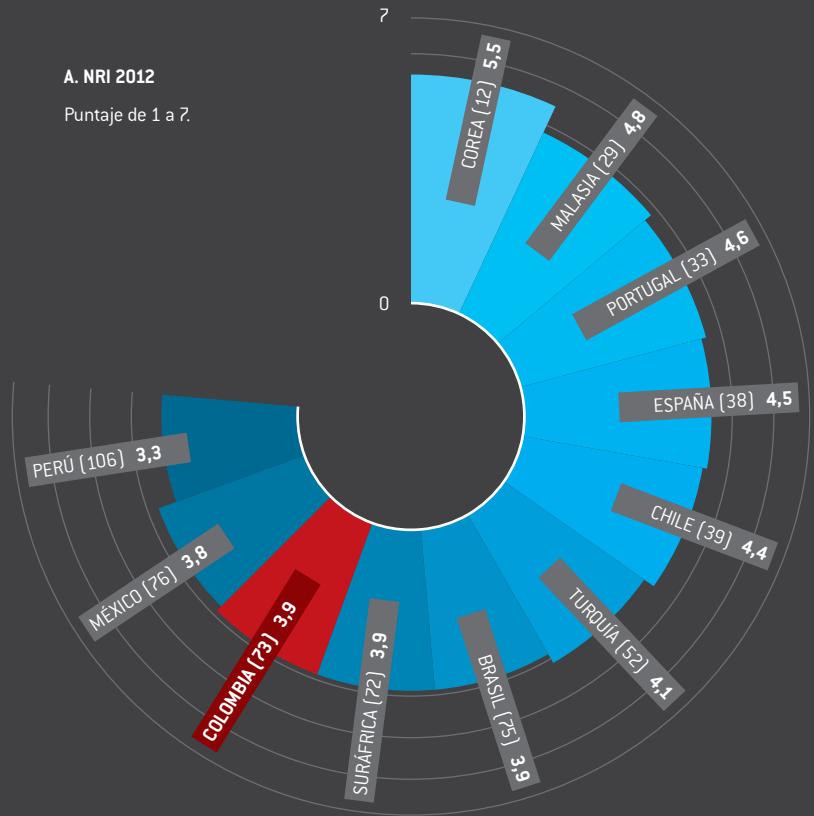 A. NRI 2012
Puntaje de 1 a 7.
7
0
COREA (12) 5,5
MALASIA (29) 4,8
PORTUGAL (33) 4,6
ESPAÑA (38) 4,5
CHILE (39) 4,4
TURQUÍA (52) 4,1
BRASIL (75) 3,9
SURÁFRICA (72) 3,9
COLOMBIA (73) 3,9
MÉXICO (76) 3,8
PERÚ (106) 3,3